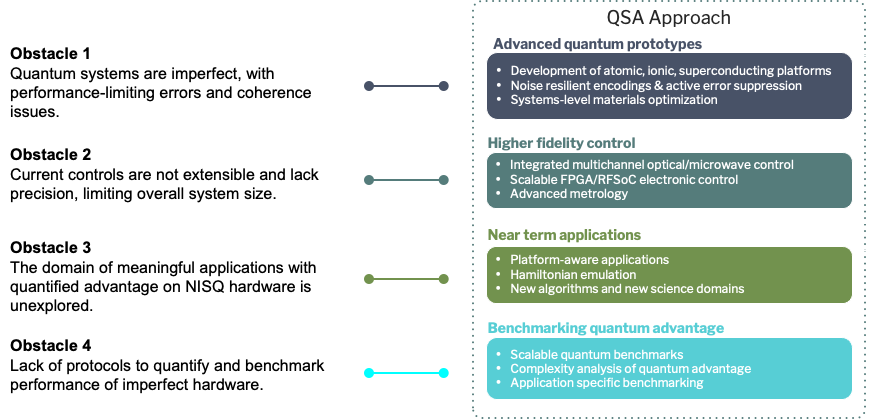 QSA Approach
Obstacle 1
Quantum systems are imperfect, with
performance-limiting errors and coherence
issues.
Advanced quantum prototypes
• Development of atomic, ionic, superconducting platforms
• Noise resilient encodings & active error suppression
• Systems-level materials optimization
Obstacle 2
Current controls are not extensible and lack
precision, limiting overall system size.
Higher fidelity control
• Integrated multichannel optical/microwave control
• Scalable FPGA/RFSoC electronic control
• Advanced metrology
Obstacle 3
The domain of meaningful applications with
quantified advantage on NISQ hardware is
unexplored.
Near term applications
• Platform-aware applications
• Hamiltonian emulation
• New algorithms and new science domains
Obstacle 4
Lack of protocols to quantify and benchmark
performance of imperfect hardware.
Benchmarking quantum advantage
• Scalable quantum benchmarks
• Complexity analysis of quantum advantage
• Application specific benchmarking